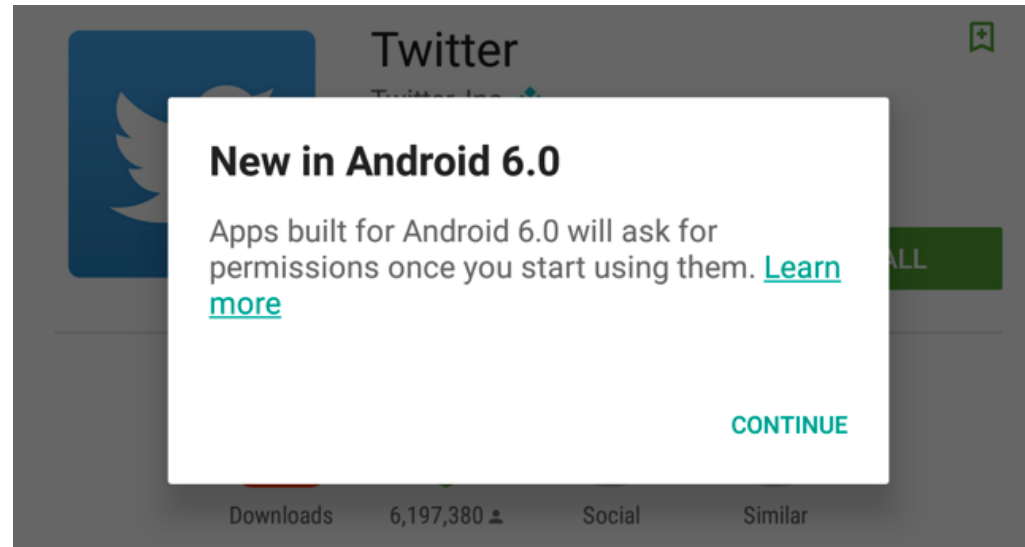 Twitter
New in Android 6.0
Apps built for Android 6.0 will ask for
permissions once you start using them. Learn
more
CONTINUE
Downloads 6,197,380 Social Similar